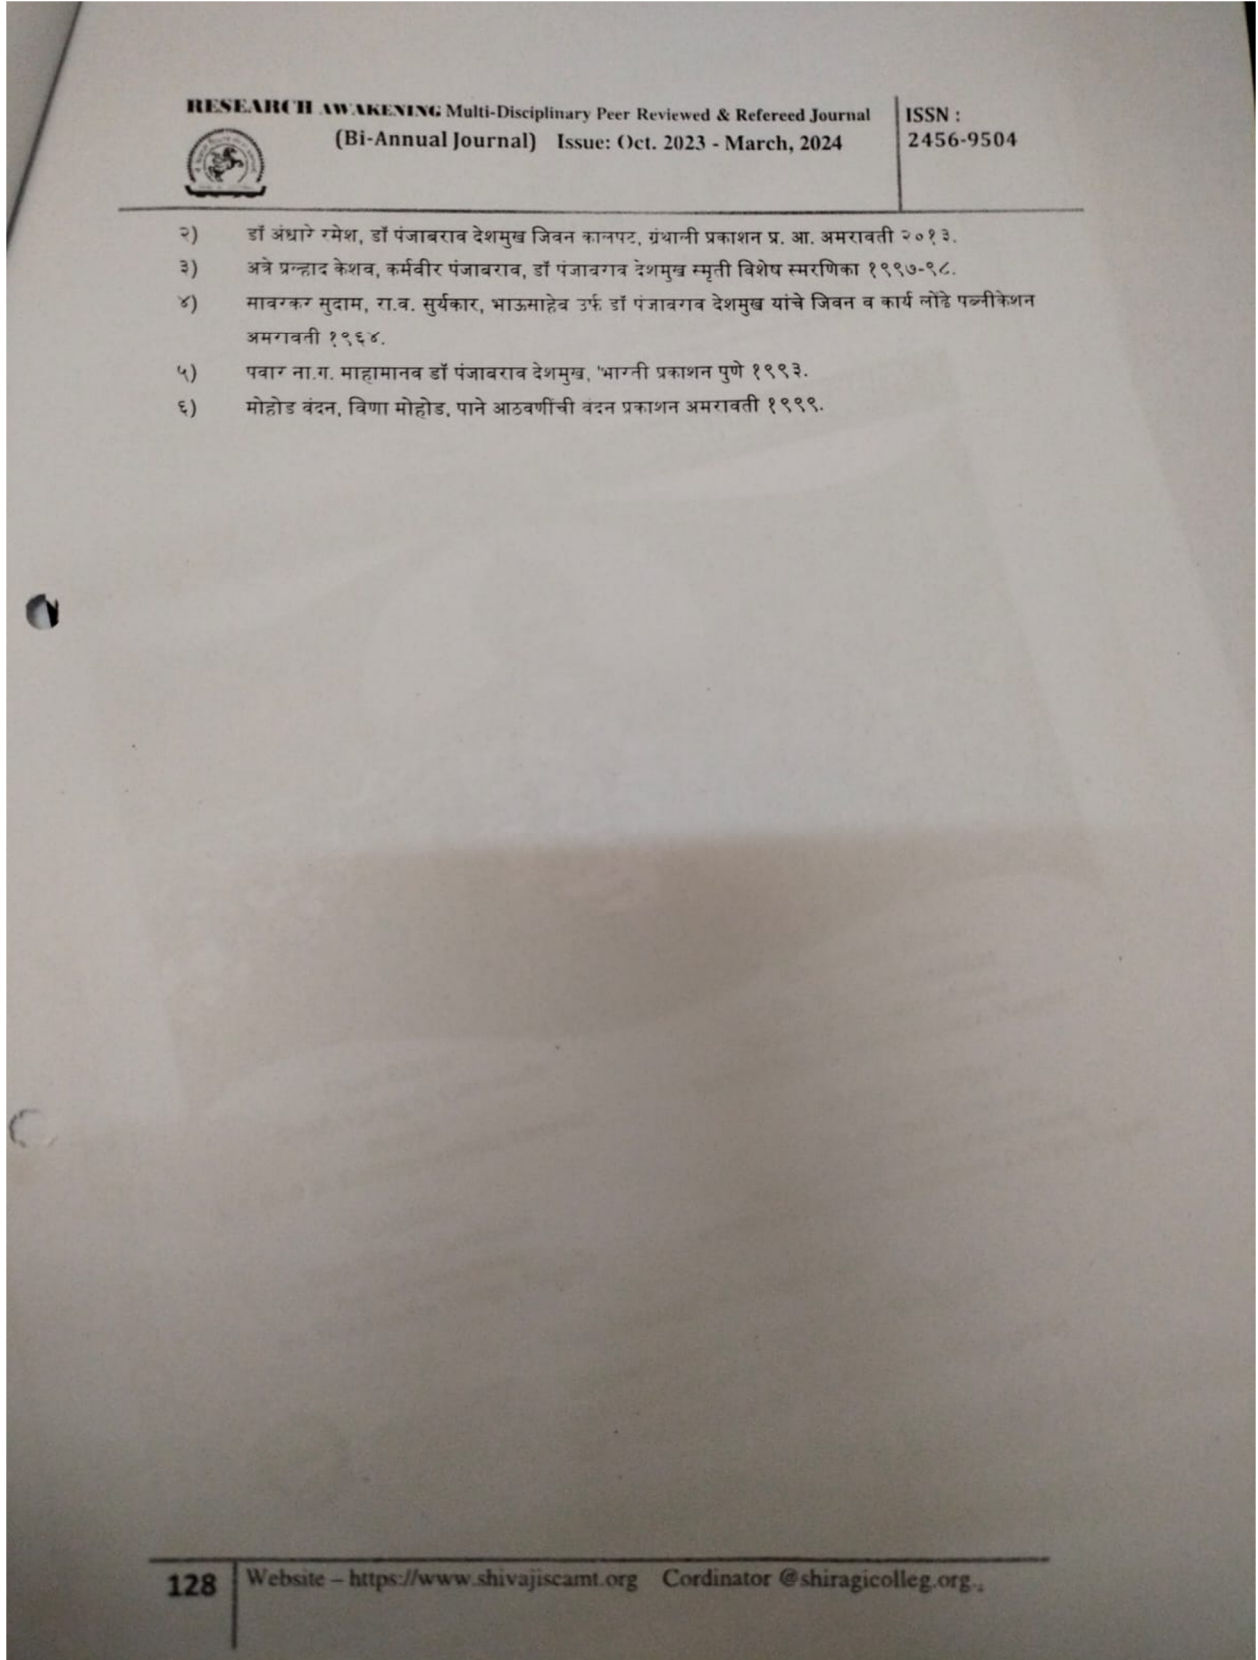 RESEARCH AWAKENING Multi-Disciplinary Peer Reviewed & Refereed Journal
(Bi-Annual Journal) Issue: Oct. 2023 - March, 2024
ISSN :
2456-9504
२) डॉ अंधारे रमेश, डॉ पंजाबराव देशमुख जिवन कालपट, ग्रंथाली प्रकाशन प्र. आ. अमरावती २०१३.
३) अत्रे प्रल्हाद केशव, कर्मवीर पंजाबराव, डॉ पंजाबराव देशमुख स्मृती विशेष स्मरणिका १९९७-९८.
४) सावरकर सुदाम, रा.व. सुर्यकार, भाऊसाहेब उर्फ डॉ पंजाबराव देशमुख यांचे जिवन व कार्य लोंढे पब्लीकेशन
अमरावती १९६४.
५) पवार ना.ग. माहामानव डॉ पंजाबराव देशमुख, 'भारती प्रकाशन पुणे १९९३.
६) मोहोड वंदन, विणा मोहोड, पाने आठवणींची वंदन प्रकाशन अमरावती १९९९.
128
Website – https://www.shivajiscamt.org Cordinator @shiragicolleg.org.